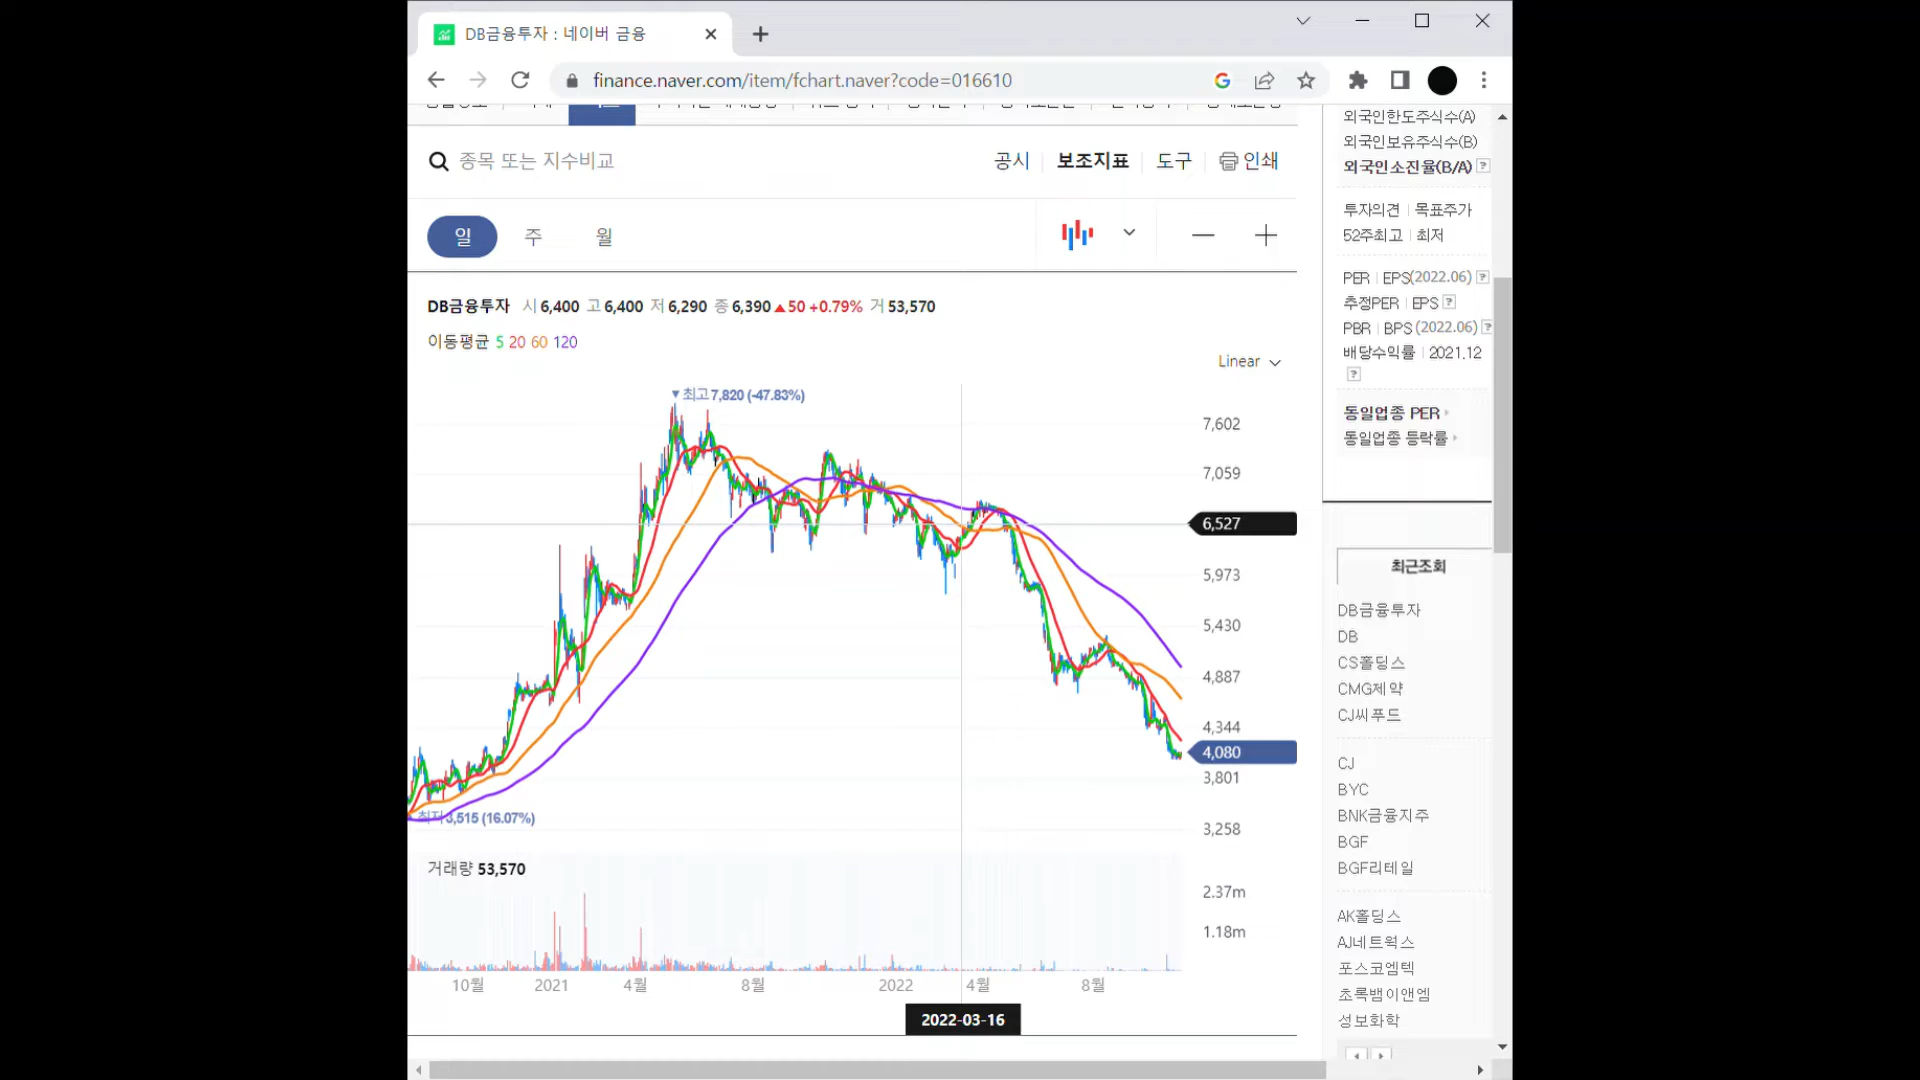 DB금융투자 : 네이버 금융
finance.naver.com/item/fchart.naver?code=016610
종목 또는 지수비교
공시 보조지표 도구 인쇄
일 주 월
DB금융투자 시 6,400 고 6,400 저 6,290 종 6,390 ▲50 +0.79% 거 53,570
이동평균 5 20 60 120
Linear
▼최고 7,820 (-47.83%)
7,602
7,059
6,527
5,973
5,430
4,887
4,344
4,080
3,801
3,258
최저 3,515 (16.07%)
거래량 53,570
2.37m
1.18m
10월 2021 4월 8월 2022 4월 8월
2022-03-16
외국인한도주식수(A)
외국인보유주식수(B)
외국인소진율(B/A) ?
투자의견 | 목표주가
52주최고 | 최저
PER | EPS(2022.06) ?
추정PER | EPS ?
PBR | BPS (2022.06) ?
배당수익률 | 2021.12
?
동일업종 PER
동일업종 등락률
최근조회
DB금융투자
DB
CS홀딩스
CMG제약
CJ씨푸드
CJ
BYC
BNK금융지주
BGF
BGF리테일
AK홀딩스
AJ네트웍스
포스코엠텍
초록뱀이앤엠
성보화학